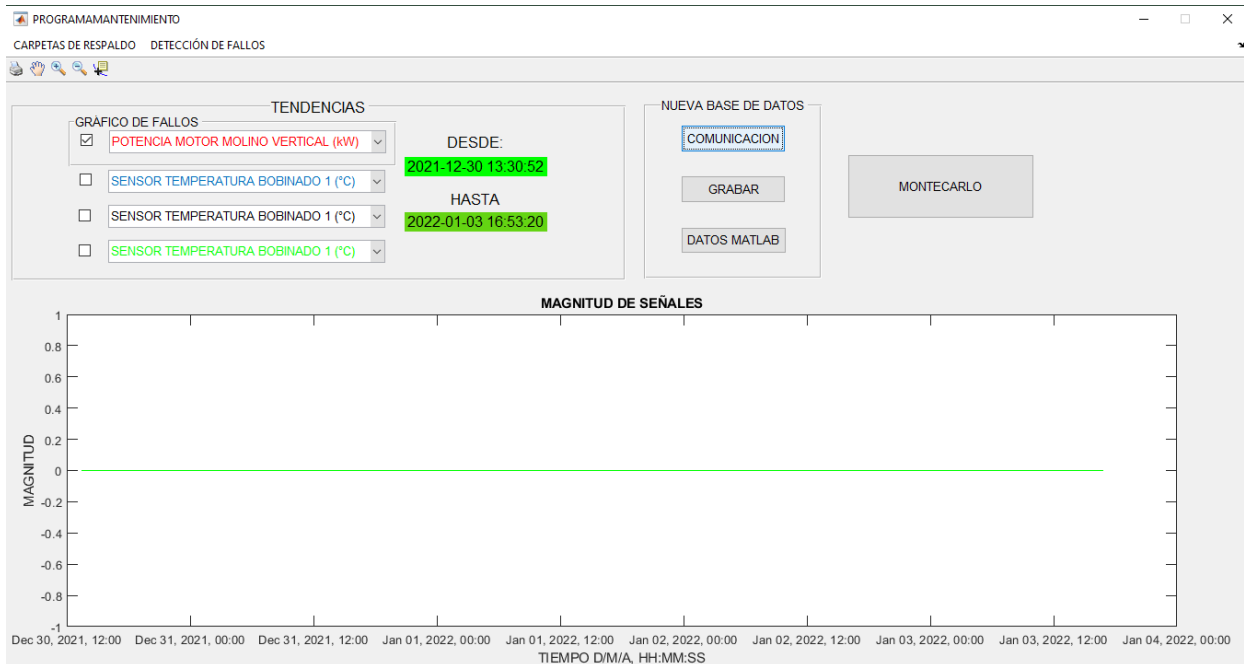 PROGRAMAMANTENIMIENTO
CARPETAS DE RESPALDO DETECCIÓN DE FALLOS
TENDENCIAS
GRÁFICO DE FALLOS
POTENCIA MOTOR MOLINO VERTICAL (kW)
SENSOR TEMPERATURA BOBINADO 1 (°C)
SENSOR TEMPERATURA BOBINADO 1 (°C)
SENSOR TEMPERATURA BOBINADO 1 (°C)
DESDE:
2021-12-30 13:30:52
HASTA
2022-01-03 16:53:20
NUEVA BASE DE DATOS
COMUNICACION
GRABAR
DATOS MATLAB
MONTECARLO
MAGNITUD DE SEÑALES
MAGNITUD
1
0.8
0.6
0.4
0.2
0
-0.2
-0.4
-0.6
-0.8
-1
Dec 30, 2021, 12:00 Dec 31, 2021, 00:00 Dec 31, 2021, 12:00 Jan 01, 2022, 00:00 Jan 01, 2022, 12:00 Jan 02, 2022, 00:00 Jan 02, 2022, 12:00 Jan 03, 2022, 00:00 Jan 03, 2022, 12:00 Jan 04, 2022, 00:00
TIEMPO D/M/A, HH:MM:SS